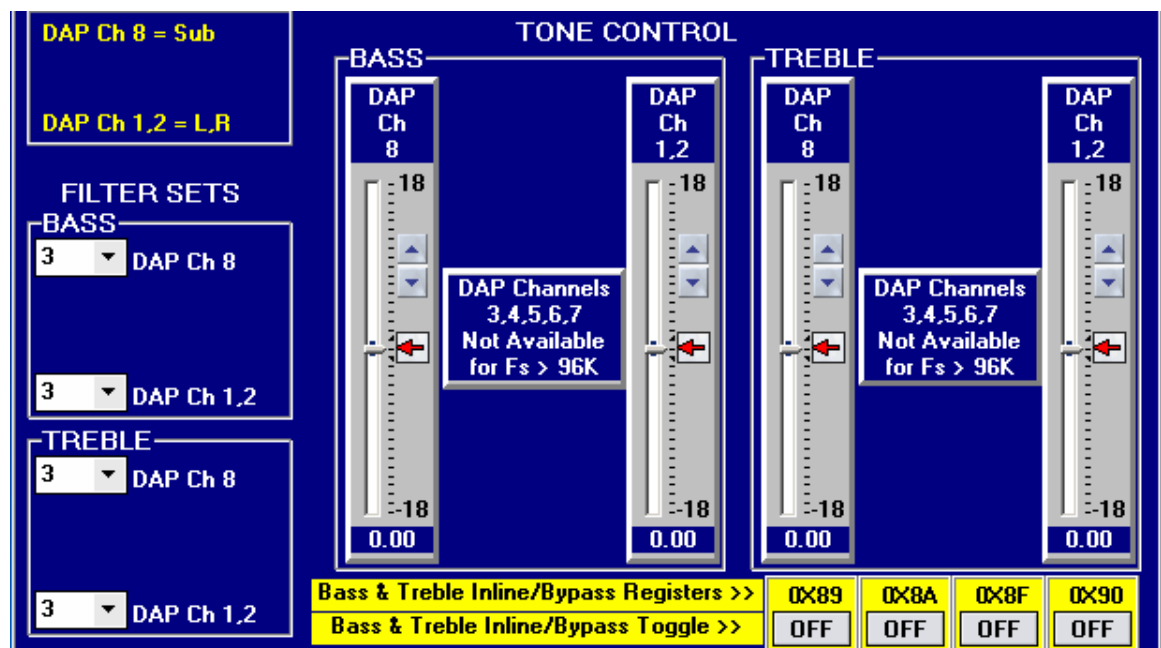 DAP Ch 8 = Sub
DAP Ch 1,2 = L,R
FILTER SETS
BASS
3 DAP Ch 8
3 DAP Ch 1,2
TREBLE
3 DAP Ch 8
3 DAP Ch 1,2
TONE CONTROL
BASS
DAP
Ch
8
18
-18
0.00
DAP Channels
3,4,5,6,7
Not Available
for Fs > 96K
DAP
Ch
1,2
18
-18
0.00
TREBLE
DAP
Ch
8
18
-18
0.00
DAP Channels
3,4,5,6,7
Not Available
for Fs > 96K
DAP
Ch
1,2
18
-18
0.00
Bass & Treble Inline/Bypass Registers >> 0X89 0X8A 0X8F 0X90
Bass & Treble Inline/Bypass Toggle >> OFF OFF OFF OFF